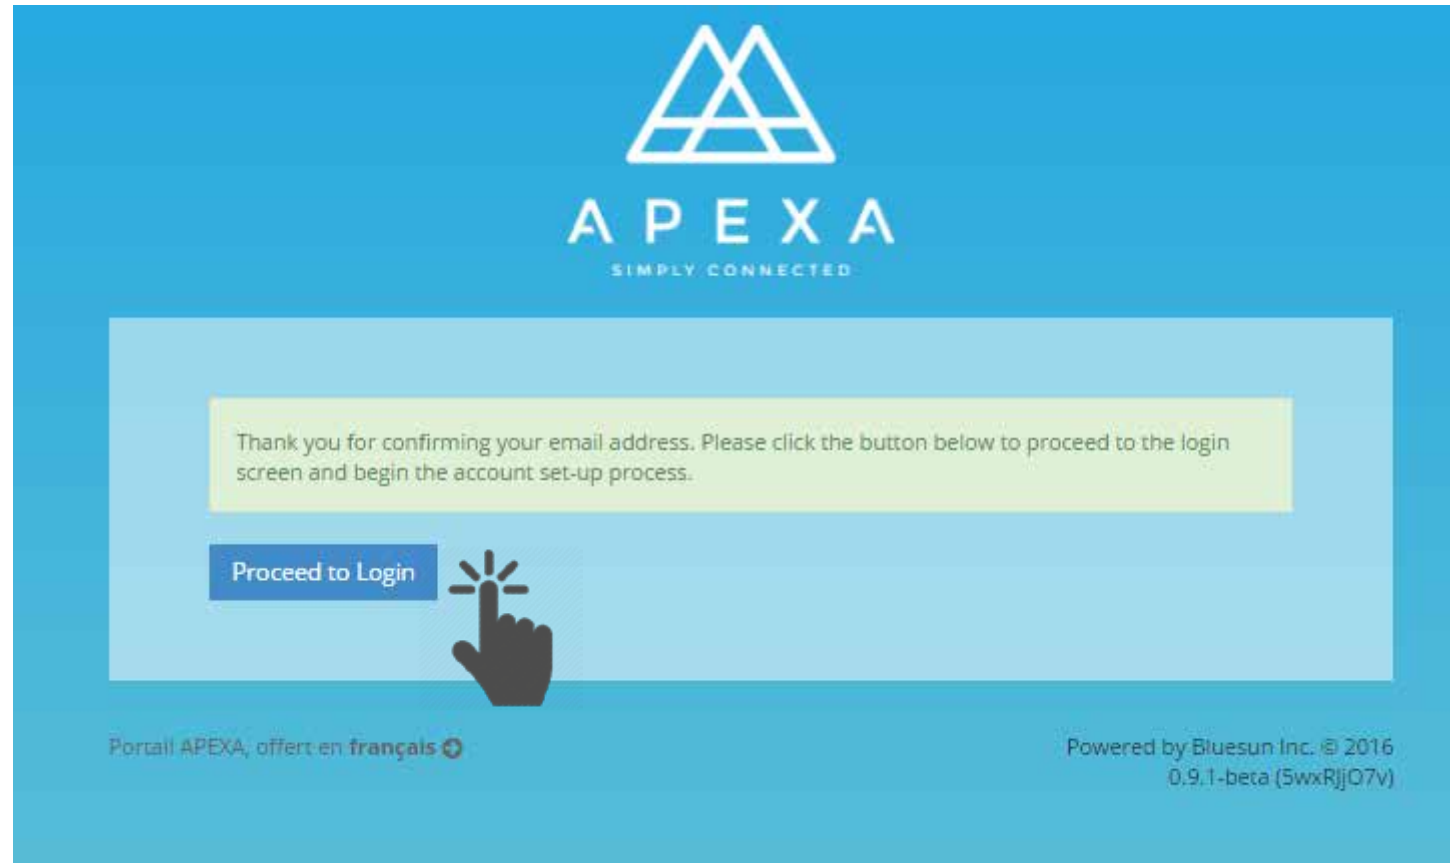 APEXA
SIMPLY CONNECTED
Thank you for confirming your email address. Please click the button below to proceed to the login
screen and begin the account set-up process.
Proceed to Login
Portail APEXA, offert en français
Powered by Bluesun Inc. © 2016
0.9.1-beta (5wxRJjO7v)